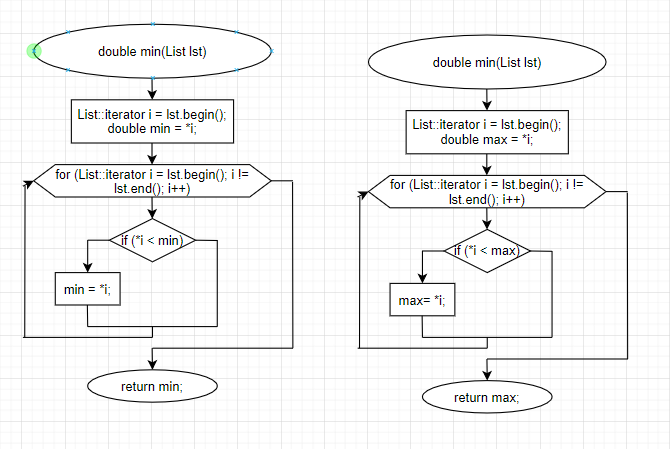 double min(List lst)
List::iterator i = lst.begin();
double min = *i;
for (List::iterator i = lst.begin(); i !=
lst.end(); i++)
if (*i < min)
min = *i;
return min;
double min(List lst)
List::iterator i = lst.begin();
double max = *i;
for (List::iterator i = lst.begin(); i !=
lst.end(); i++)
if (*i < max)
max= *i;
return max;